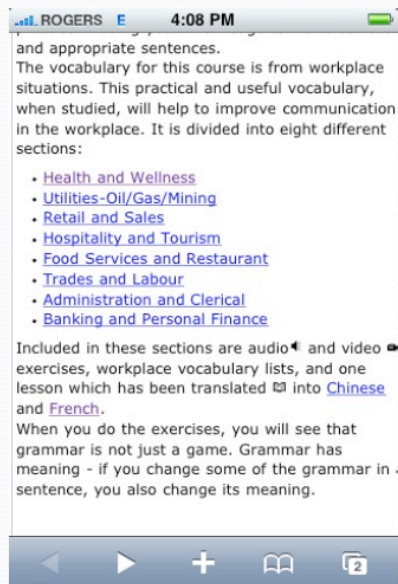 ROGERS E 4:08 PM
and appropriate sentences.
The vocabulary for this course is from workplace
situations. This practical and useful vocabulary,
when studied, will help to improve communication
in the workplace. It is divided into eight different
sections:
• Health and Wellness
• Utilities-Oil/Gas/Mining
• Retail and Sales
• Hospitality and Tourism
• Food Services and Restaurant
• Trades and Labour
• Administration and Clerical
• Banking and Personal Finance
Included in these sections are audio and video
exercises, workplace vocabulary lists, and one
lesson which has been translated into Chinese
and French.
When you do the exercises, you will see that
grammar is not just a game. Grammar has
meaning - if you change some of the grammar in
sentence, you also change its meaning.
2